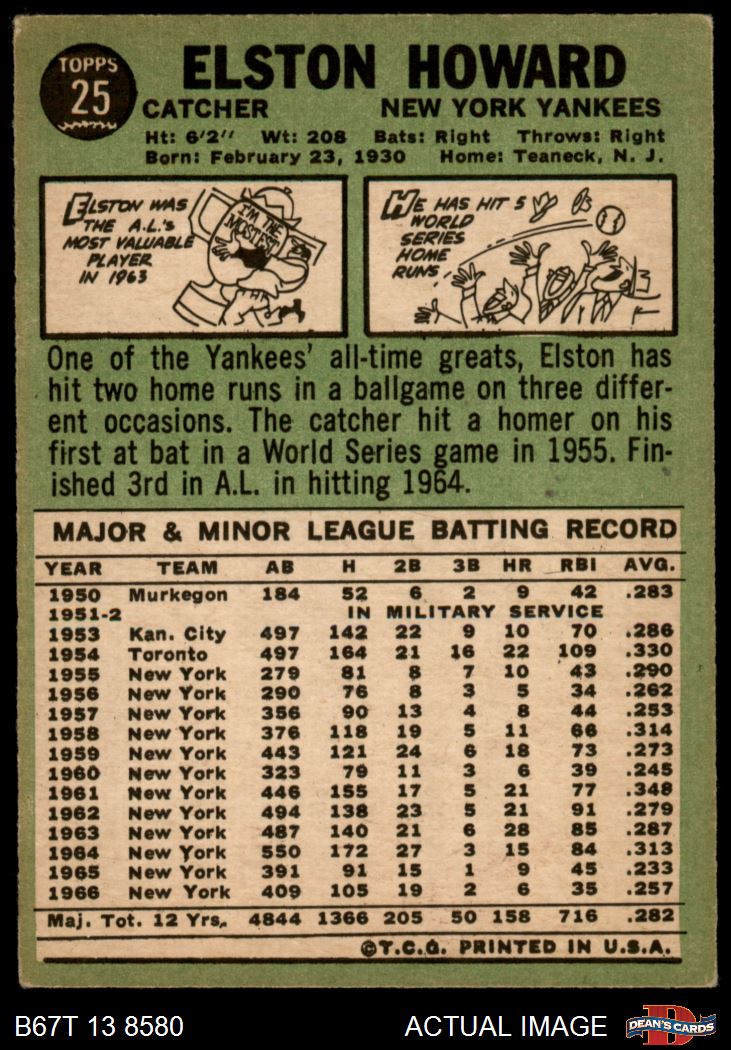 TOPPS
25
ELSTON HOWARD
CATCHER NEW YORK YANKEES
Ht: 6'2" Wt: 208 Bats: Right Throws: Right
Born: February 23, 1930 Home: Teaneck, N. J.
ELSTON WAS
THE A.L.'s
MOST VALUABLE
PLAYER
IN 1963
I'M THE
MOSTEST
HE HAS HIT 5
WORLD
SERIES
HOME
RUNS
One of the Yankees' all-time greats, Elston has
hit two home runs in a ballgame on three differ-
ent occasions. The catcher hit a homer on his
first at bat in a World Series game in 1955. Fin-
ished 3rd in A.L. in hitting 1964.
MAJOR & MINOR LEAGUE BATTING RECORD
YEAR TEAM AB H 2B 3B HR RBI AVG.
1950 Murkegon 184 52 6 2 9 42 .283
1951-2 IN MILITARY SERVICE
1953 Kan. City 497 142 22 9 10 70 .286
1954 Toronto 497 164 21 16 22 109 .330
1955 New York 279 81 8 7 10 43 .290
1956 New York 290 76 8 3 5 34 .262
1957 New York 356 90 13 4 8 44 .253
1958 New York 376 118 19 5 11 66 .314
1959 New York 443 121 24 6 18 73 .273
1960 New York 323 79 11 3 6 39 .245
1961 New York 446 155 17 5 21 77 .348
1962 New York 494 138 23 5 21 91 .279
1963 New York 487 140 21 6 28 85 .287
1964 New York 550 172 27 3 15 84 .313
1965 New York 391 91 15 1 9 45 .233
1966 New York 409 105 19 2 6 35 .257
Maj. Tot. 12 Yrs. 4844 1366 205 50 158 716 .282
©T.C.G. PRINTED IN U.S.A.
B67T 13 8580 ACTUAL IMAGE
D
DEAN'S CARDS